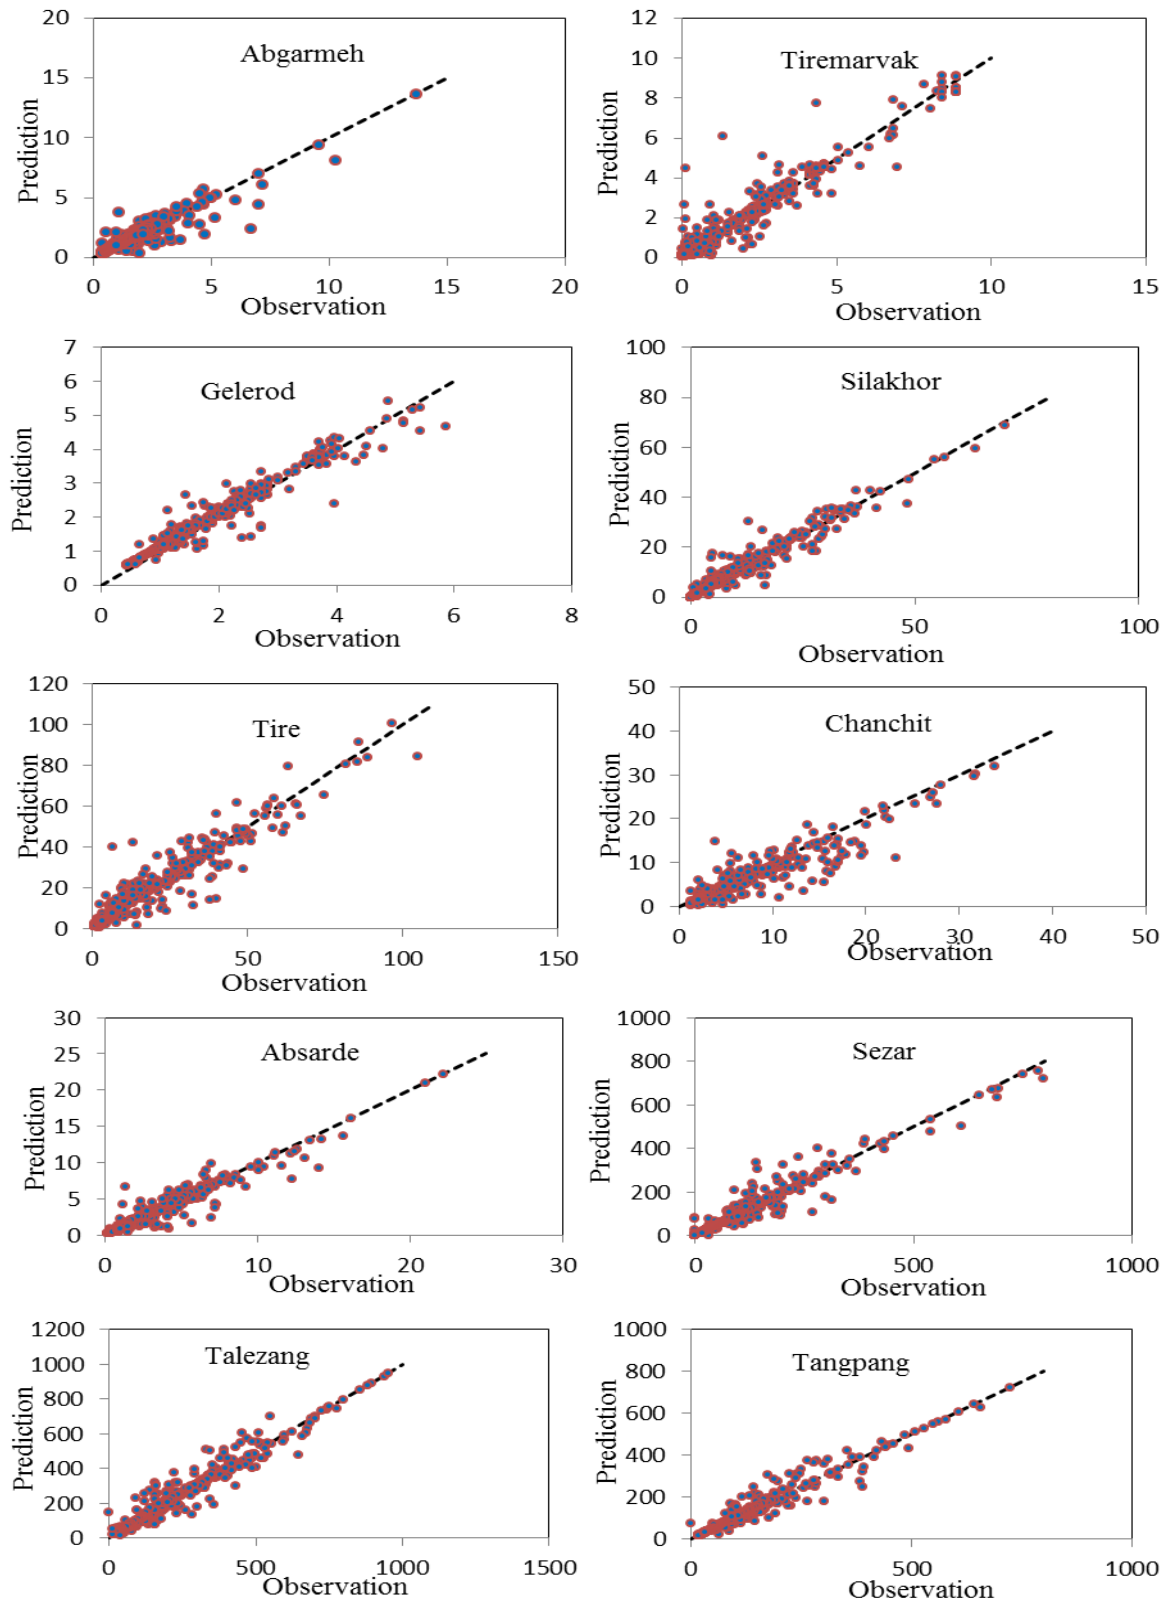 Abgarmeh
Prediction
20
15
10
5
0
0 5 10 15 20
Observation
Tiremarvak
Prediction
12
10
8
6
4
2
0
0 5 10 15
Observation
Gelerod
Prediction
7
6
5
4
3
2
1
0
0 2 4 6 8
Observation
Silakhor
Prediction
100
80
60
40
20
0
0 50 100
Observation
Tire
Prediction
120
100
80
60
40
20
0
0 50 100 150
Observation
Chanchit
Prediction
50
40
30
20
10
0
0 10 20 30 40 50
Observation
Absarde
Prediction
30
25
20
15
10
5
0
0 10 20 30
Observation
Sezar
Prediction
1000
800
600
400
200
0
0 500 1000
Observation
Talezang
Prediction
1200
1000
800
600
400
200
0
0 500 1000 1500
Observation
Tangpang
Prediction
1000
800
600
400
200
0
0 500 1000
Observation